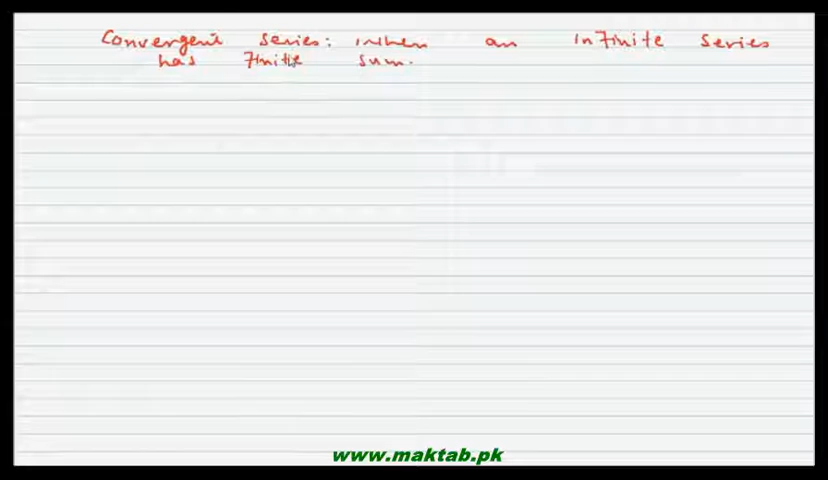 Convergent series: when an infinite series
has finite sum.
www.maktab.pk